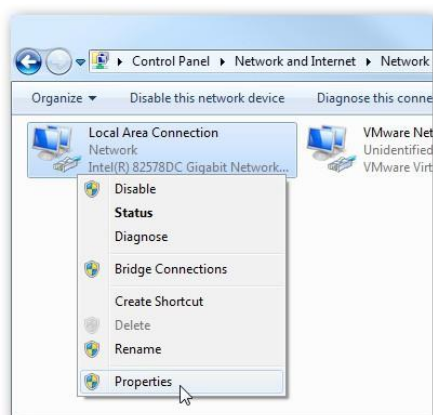 Control Panel Network and Internet Network
Organize Disable this network device Diagnose this conne
Local Area Connection
Network
Intel(R) 82578DC Gigabit Network...
VMware Net
Unidentified
VMware Virt
Disable
Status
Diagnose
Bridge Connections
Create Shortcut
Delete
Rename
Properties